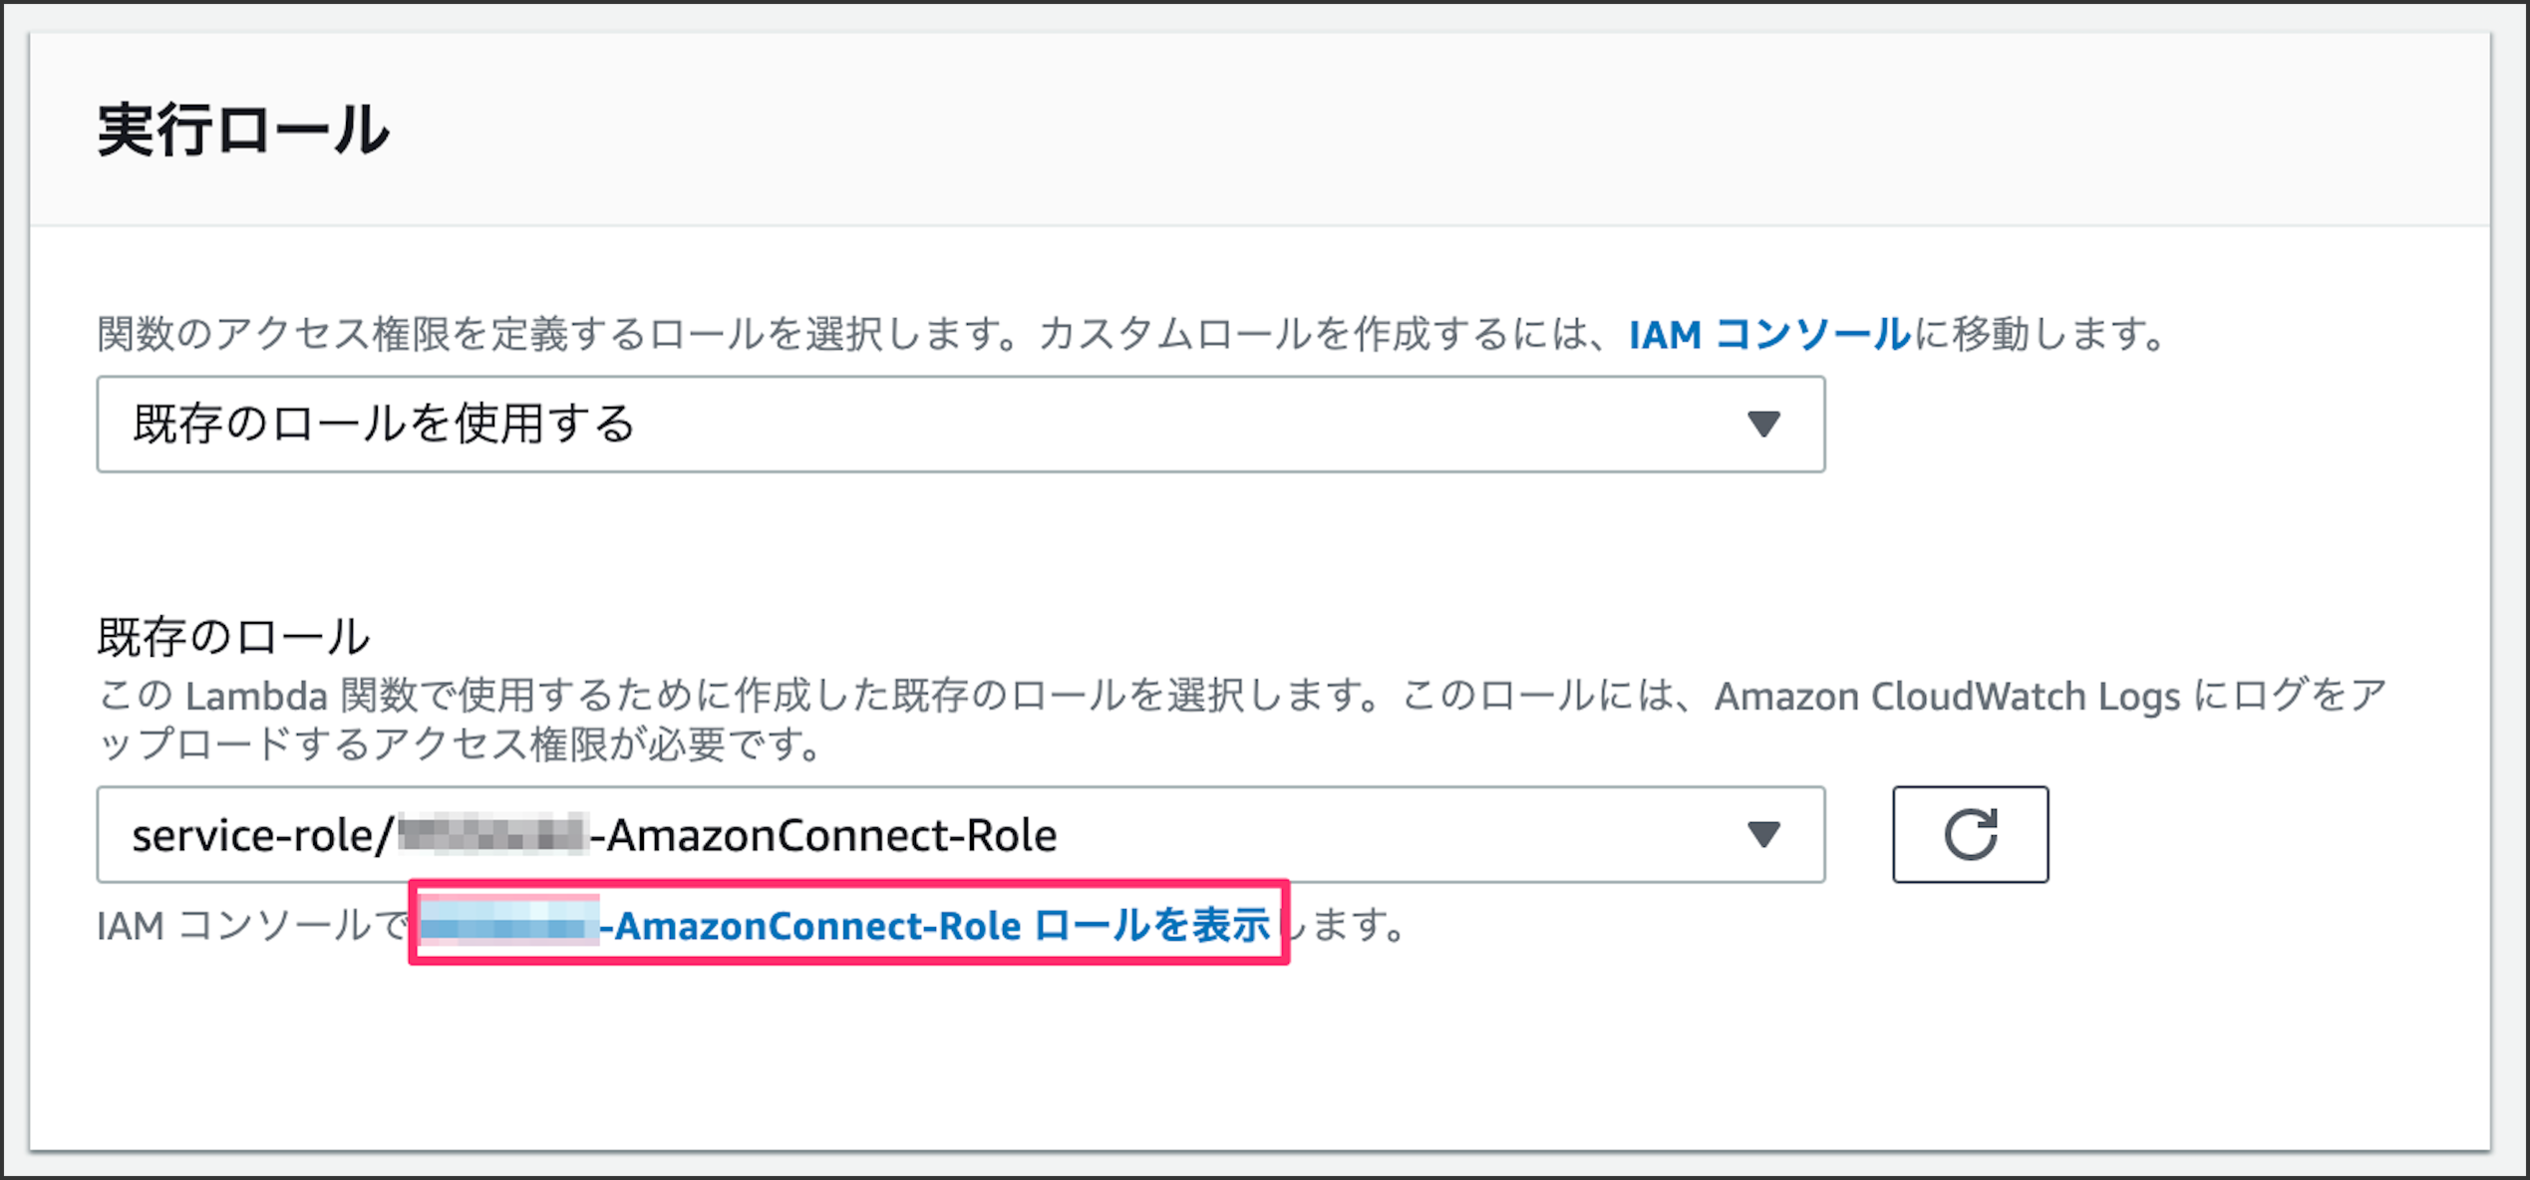 実行ロール
関数のアクセス権限を定義するロールを選択します。カスタムロールを作成するには、IAM コンソールに移動します。
既存のロールを使用する
既存のロール
この Lambda 関数で使用するために作成した既存のロールを選択します。このロールには、Amazon CloudWatch Logs にログをア
ップロードするアクセス権限が必要です。
service-role/-AmazonConnect-Role
IAM コンソールで-AmazonConnect-Role ロールを表示します。